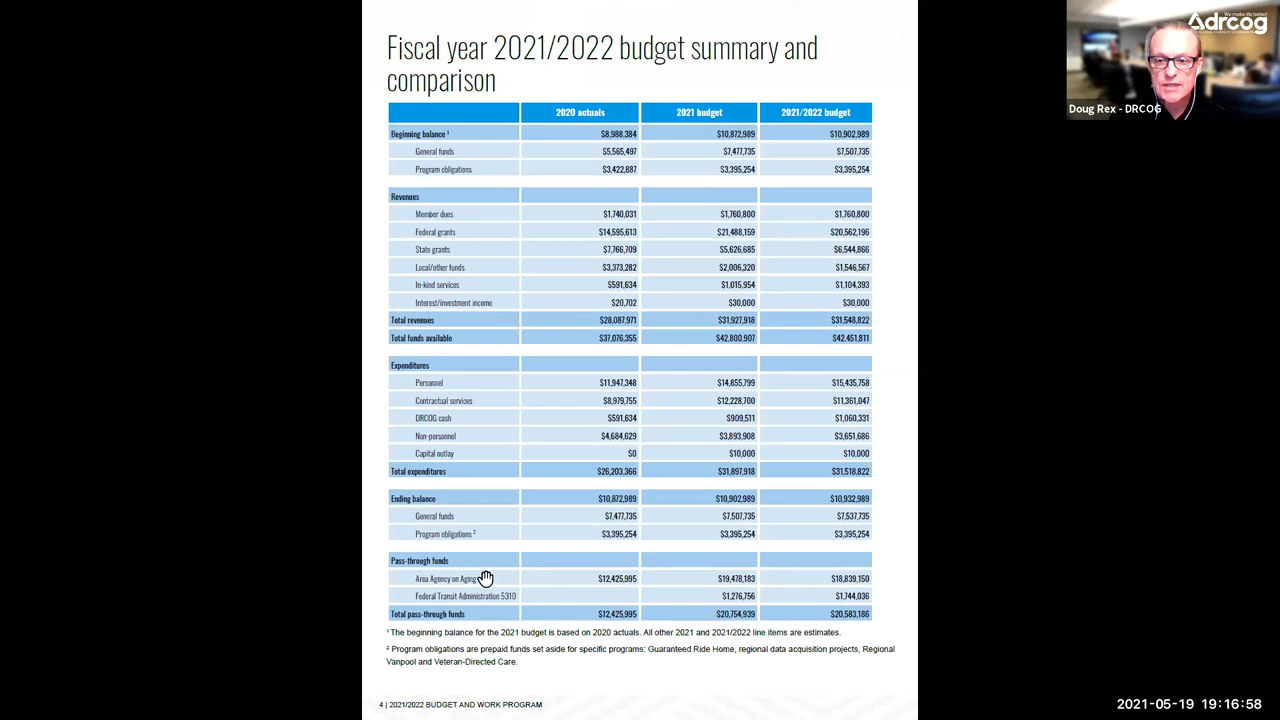 We make life better!
drcog
Doug Rex - DRCOG
Fiscal year 2021/2022 budget summary and
comparison
2020 actuals 2021 budget 2021/2022 budget
Beginning balance ¹ $8,988,384 $10,872,989 $10,902,989
General funds $5,565,497 $7,477,735 $7,507,735
Program obligations $3,422,887 $3,395,254 $3,395,254
Revenues
Member dues $1,740,031 $1,760,800 $1,760,800
Federal grants $14,595,613 $21,488,159 $20,562,196
State grants $7,766,709 $5,626,685 $6,544,866
Local/other funds $3,373,282 $2,006,320 $1,546,567
In-kind services $591,634 $1,015,954 $1,104,393
Interest/investment income $20,702 $30,000 $30,000
Total revenues $28,087,971 $31,927,918 $31,548,822
Total funds available $37,076,355 $42,800,907 $42,451,811
Expenditures
Personnel $11,947,348 $14,855,799 $15,435,758
Contractual services $8,979,755 $12,228,700 $11,361,047
DRCOG cash $591,634 $909,511 $1,060,331
Non-personnel $4,684,629 $3,893,908 $3,651,686
Capital outlay $0 $10,000 $10,000
Total expenditures $26,203,366 $31,897,918 $31,518,822
Ending balance $10,872,989 $10,902,989 $10,932,989
General funds $7,477,735 $7,507,735 $7,537,735
Program obligations ² $3,395,254 $3,395,254 $3,395,254
Pass-through funds
Area Agency on Aging $12,425,995 $19,478,183 $18,839,150
Federal Transit Administration 5310 $1,276,756 $1,744,036
Total pass-through funds $12,425,995 $20,754,939 $20,583,186
¹ The beginning balance for the 2021 budget is based on 2020 actuals. All other 2021 and 2021/2022 line items are estimates.
² Program obligations are prepaid funds set aside for specific programs: Guaranteed Ride Home, regional data acquisition projects, Regional
Vanpool and Veteran-Directed Care.
4 | 2021/2022 BUDGET AND WORK PROGRAM
2021-05-19 19:16:58